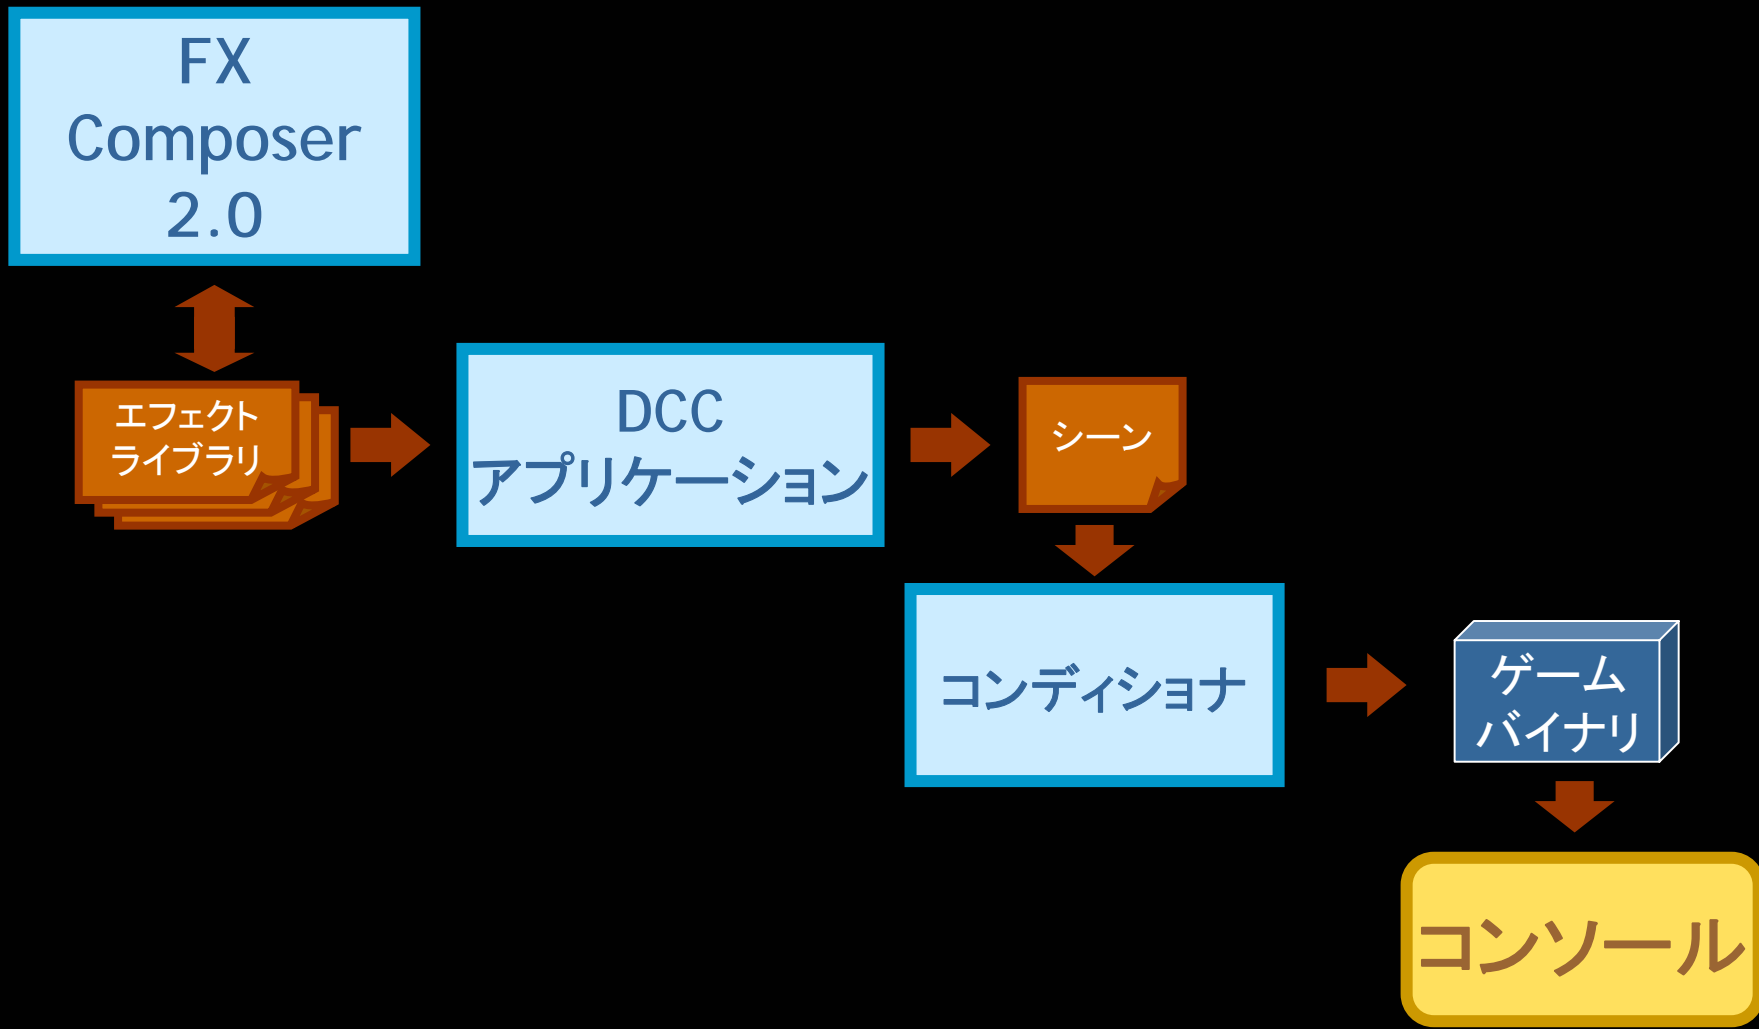 FX
Composer
2.0
エフェクト
ライブラリ
DCC
アプリケーション
シーン
コンディショナ
ゲーム
バイナリ
コンソール